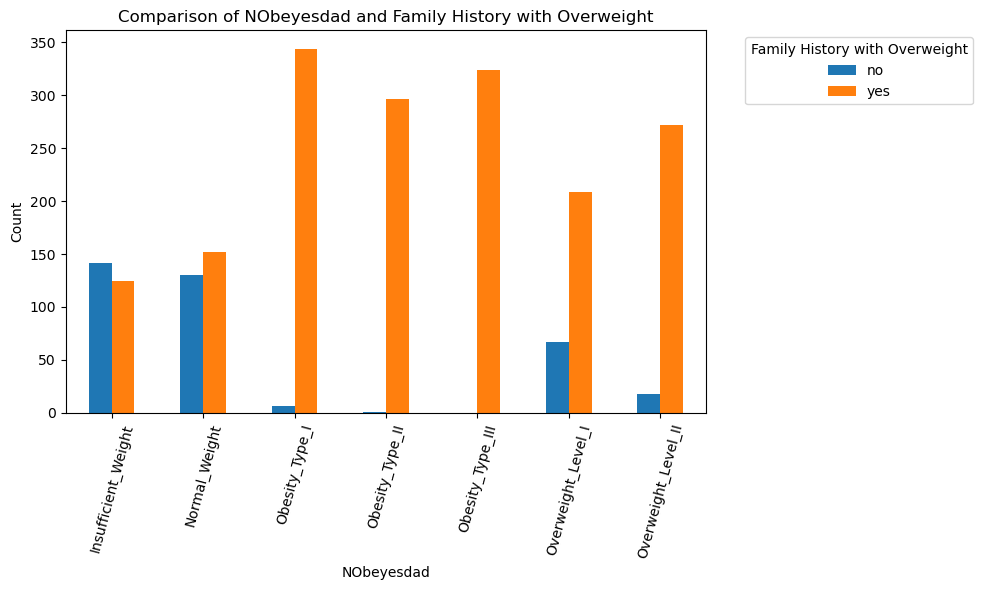 Comparison of NObeyesdad and Family History with Overweight
Family History with Overweight
no
yes
Count
350
300
250
200
150
100
50
0
Insufficient_Weight
Normal_Weight
Obesity_Type_I
Obesity_Type_II
Obesity_Type_III
Overweight_Level_I
Overweight_Level_II
NObeyesdad